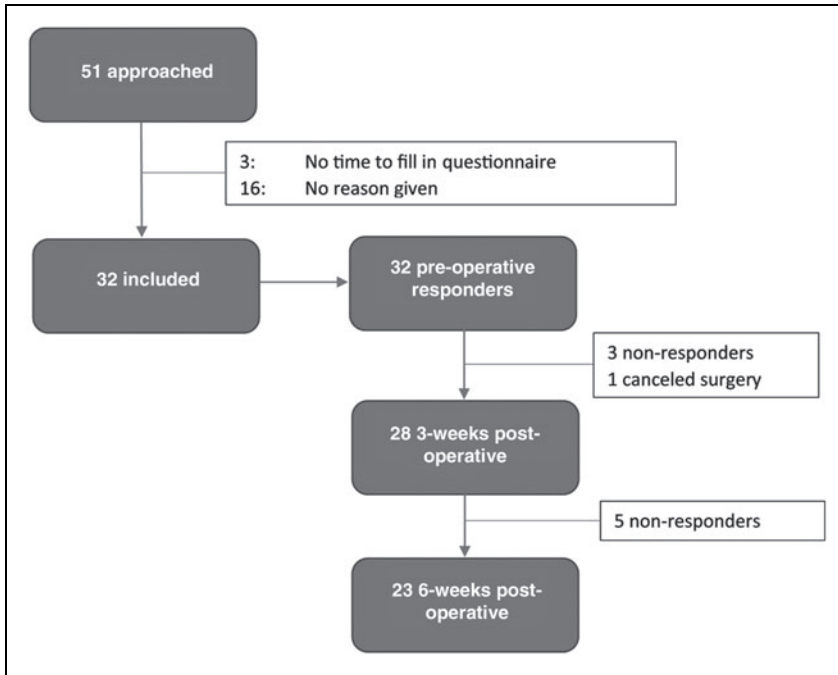 51 approached
3: No time to fill in questionnaire
16: No reason given
32 included
32 pre-operative
responders
3 non-responders
1 canceled surgery
28 3-weeks post-
operative
5 non-responders
23 6-weeks post-
operative